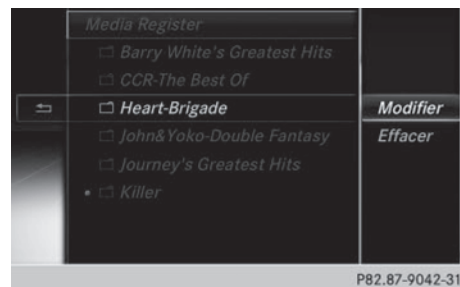 Media Register
Barry White's Greatest Hits
CCR-The Best Of
Heart-Brigade
John&Yoko-Double Fantasy
Journey's Greatest Hits
Killer
Modifier
Effacer
P82.87-9042-31